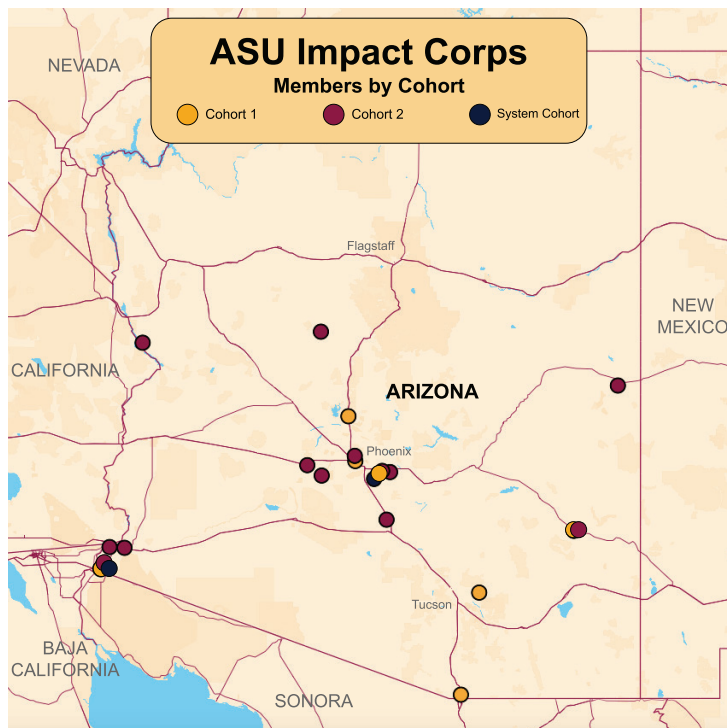 ASU Impact Corps
Members by Cohort
Cohort 1
Cohort 2
System Cohort
NEVADA
Flagstaff
NEW
MEXICO
CALIFORNIA
ARIZONA
Phoenix
Tucson
BAJA
CALIFORNIA
SONORA